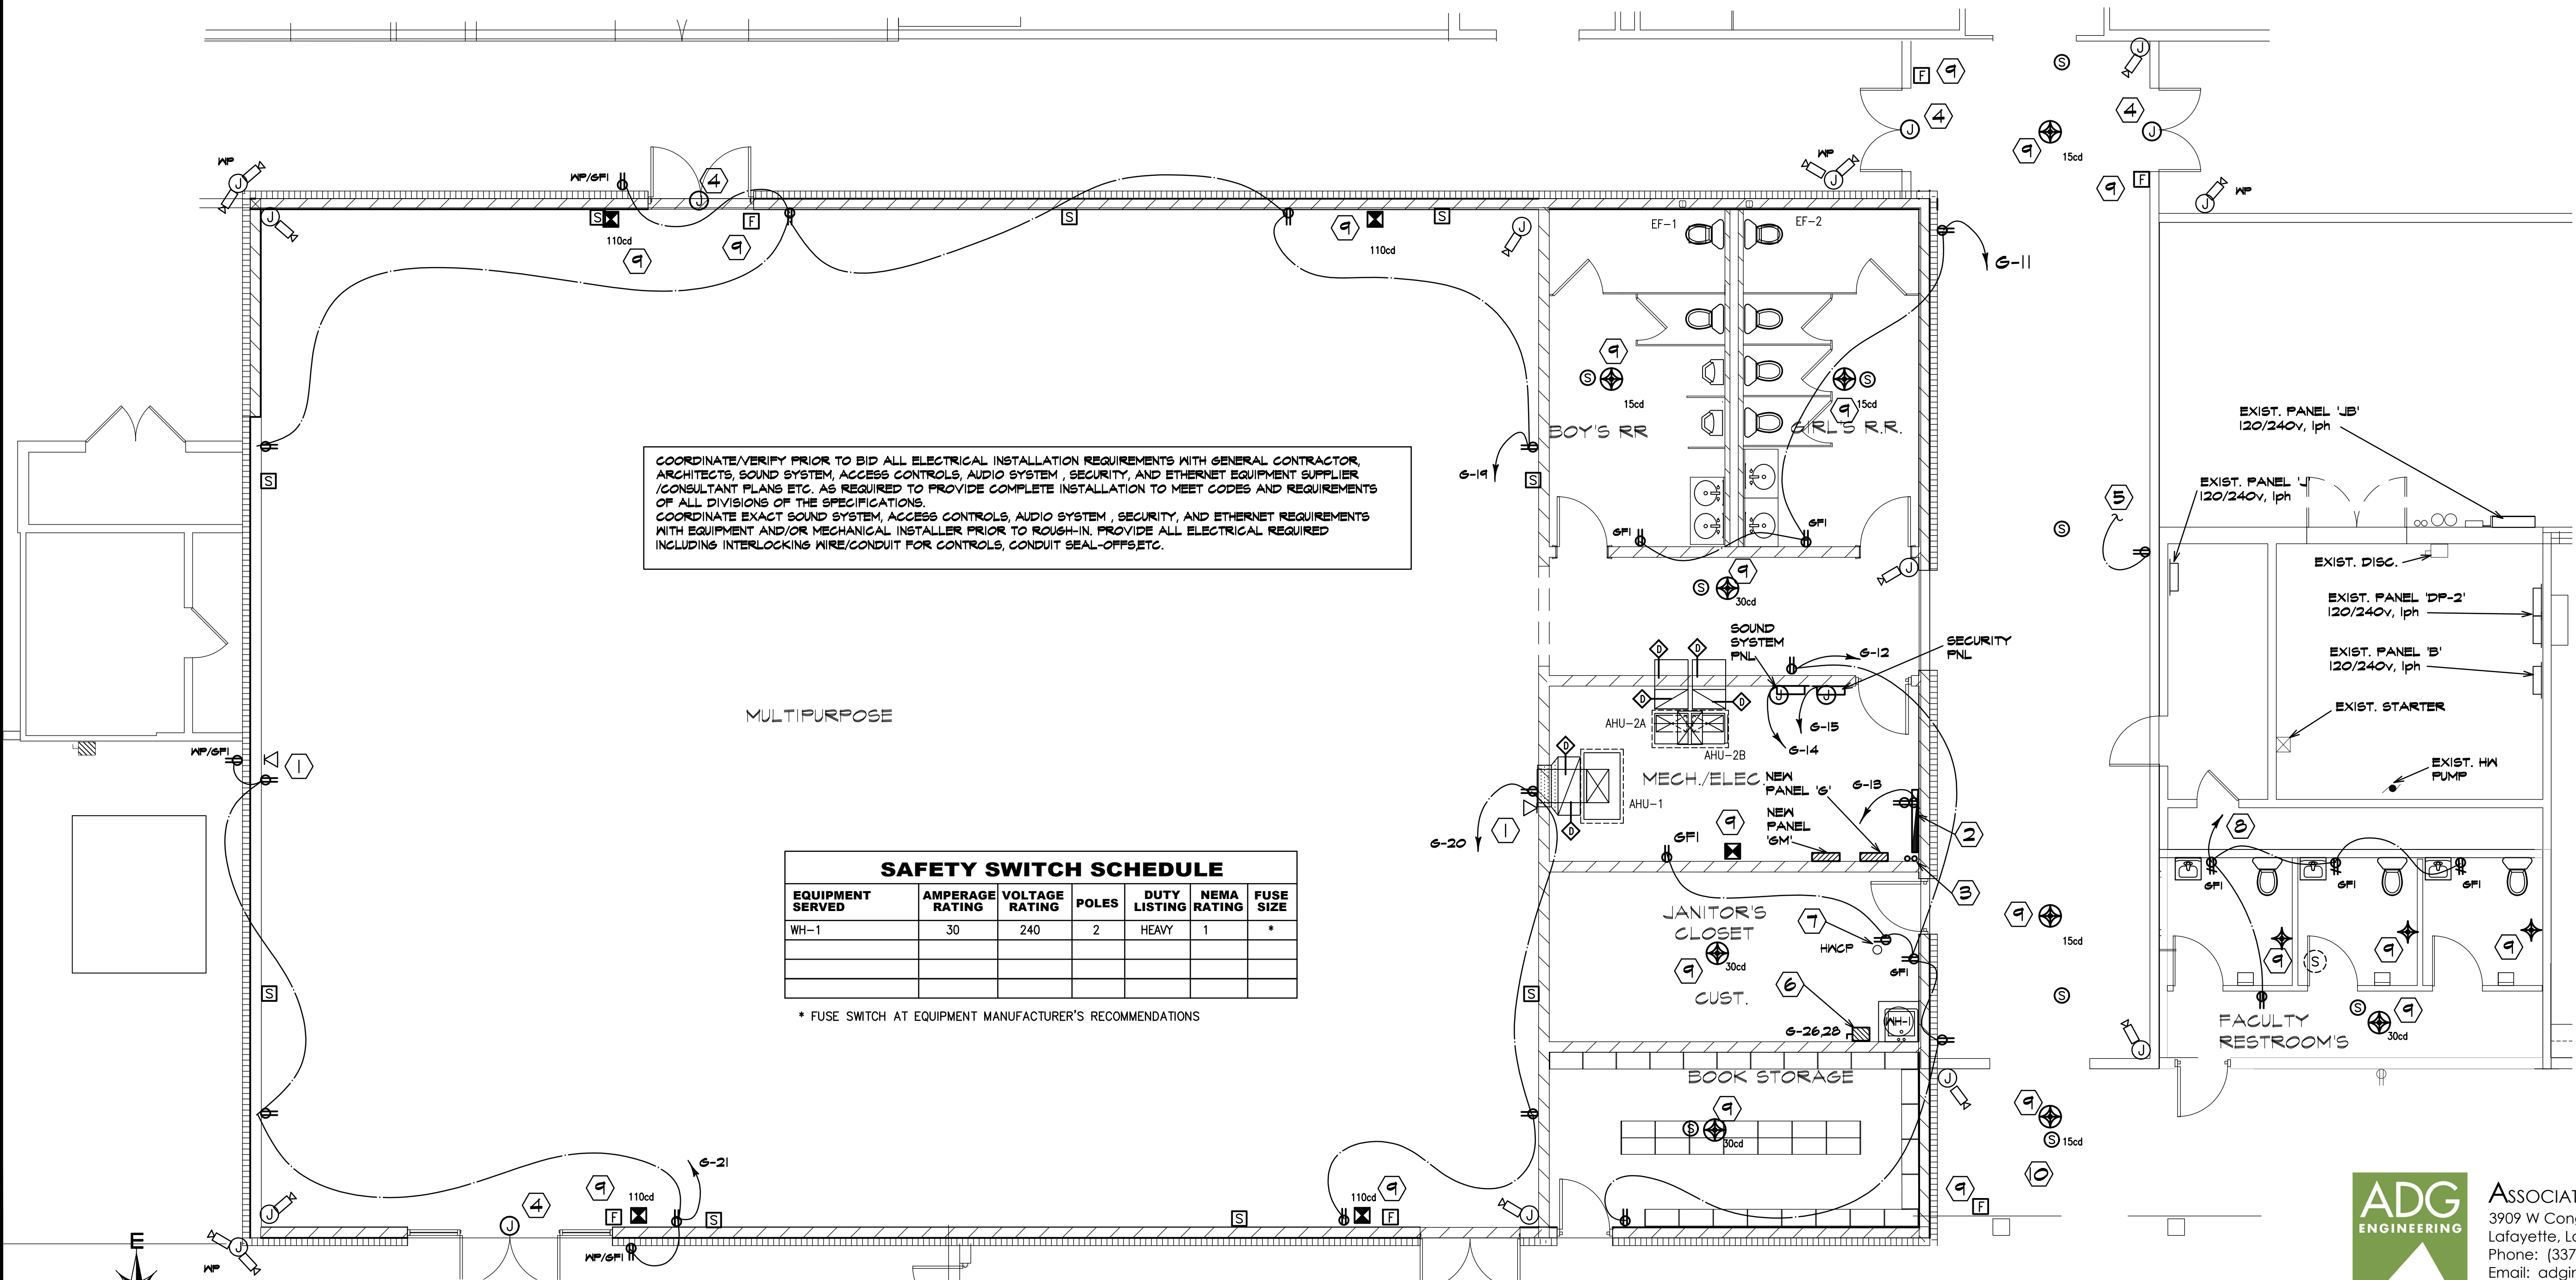 F
9
J
4
S
9
15cd
4
J
J
9
F
WP
J
WP
J
J
WP/GFI
4
J
S
110cd
9
F
9
S
9
110cd
S
J
WP
J
EF-1
EF-2
G-11
9
S
15cd
S
15cd
9
BOY'S RR
GIRL'S R.R.
EXIST. PANEL 'JB'
120/240v, 1ph
EXIST. PANEL 'J'
120/240v, 1ph
COORDINATE/VERIFY PRIOR TO BID ALL ELECTRICAL INSTALLATION REQUIREMENTS WITH GENERAL CONTRACTOR,
ARCHITECTS, SOUND SYSTEM, ACCESS CONTROLS, AUDIO SYSTEM , SECURITY, AND ETHERNET EQUIPMENT SUPPLIER
/CONSULTANT PLANS ETC. AS REQUIRED TO PROVIDE COMPLETE INSTALLATION TO MEET CODES AND REQUIREMENTS
OF ALL DIVISIONS OF THE SPECIFICATIONS.
COORDINATE EXACT SOUND SYSTEM, ACCESS CONTROLS, AUDIO SYSTEM , SECURITY, AND ETHERNET REQUIREMENTS
WITH EQUIPMENT AND/OR MECHANICAL INSTALLER PRIOR TO ROUGH-IN. PROVIDE ALL ELECTRICAL REQUIRED
INCLUDING INTERLOCKING WIRE/CONDUIT FOR CONTROLS, CONDUIT SEAL-OFFS,ETC.
S
G-19
S
5
S
GFI
GFI
J
S
9
30cd
EXIST. DISC.
EXIST. PANEL 'DP-2'
120/240v, 1ph
EXIST. PANEL 'B'
120/240v, 1ph
EXIST. STARTER
EXIST. HW
PUMP
SOUND
SYSTEM
PNL
SECURITY
PNL
G-12
D
D
D
D
J
J
G-15
G-14
AHU-2A
AHU-2B
MULTIPURPOSE
WP/GFI
1
D
D
AHU-1
MECH./ELEC.
NEW
PANEL 'G'
G-13
NEW
PANEL
'GM'
1
G-20
GFI
9
2
3
8
GFI
GFI
GFI
SAFETY SWITCH SCHEDULE
EQUIPMENT SERVED AMPERAGE RATING VOLTAGE RATING POLES DUTY LISTING NEMA RATING FUSE SIZE
WH-1 30 240 2 HEAVY 1 *
* FUSE SWITCH AT EQUIPMENT MANUFACTURER'S RECOMMENDATIONS
JANITOR'S
CLOSET
7
HWCP
GFI
9
30cd
CUST.
6
G-26,28
WH-1
9
15cd
S
S
S
9
S
9
9
S
9
30cd
FACULTY
RESTROOM'S
J
BOOK STORAGE
J
9
S
30cd
9
S
15cd
10
9
F
G-21
J
4
J
9
110cd
F
S
S
110cd
9
F
J
WP/GFI
E
J
WP
ADG
ENGINEERING
3909 W
Lafayette,
Phone: (337
Email: